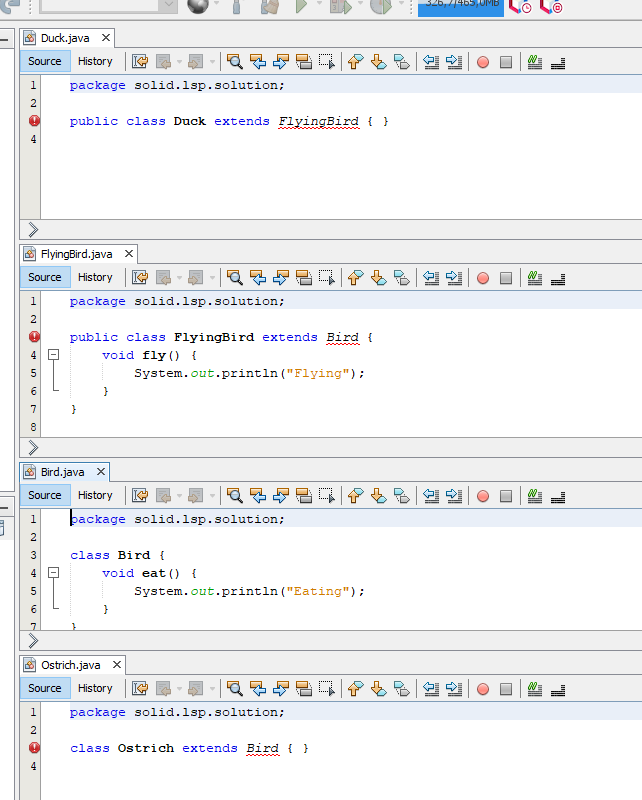 326,7/465,0MB
Duck.java
Source History
1 package solid.lsp.solution;
2
public class Duck extends FlyingBird { }
4
FlyingBird.java
Source History
1 package solid.lsp.solution;
2
public class FlyingBird extends Bird {
4 void fly() {
5 System.out.println("Flying");
6 }
7 }
8
Bird.java
Source History
1 package solid.lsp.solution;
2
3 class Bird {
4 void eat() {
5 System.out.println("Eating");
6 }
7 }
Ostrich.java
Source History
1 package solid.lsp.solution;
2
class Ostrich extends Bird { }
4